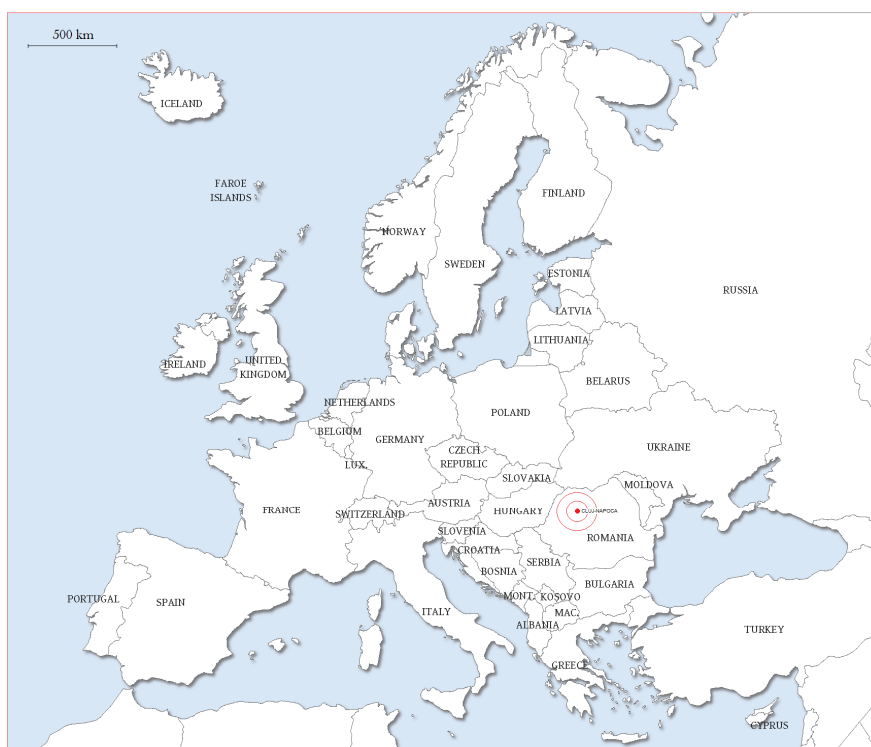 500 km
ICELAND
FAROE
ISLANDS
FINLAND
NORWAY
SWEDEN
ESTONIA
RUSSIA
LATVIA
LITHUANIA
IRELAND
UNITED
KINGDOM
BELARUS
NETHERLANDS
POLAND
BELGIUM
GERMANY
UKRAINE
CZECH
REPUBLIC
LUX.
SLOVAKIA
MOLDOVA
AUSTRIA
FRANCE
SWITZERLAND
HUNGARY
CLUJ-NAPOCA
SLOVENIA
ROMANIA
CROATIA
SERBIA
BOSNIA
BULGARIA
PORTUGAL
SPAIN
MONT.
KOSOVO
ITALY
MAC.
ALBANIA
TURKEY
GREECE
CYPRUS